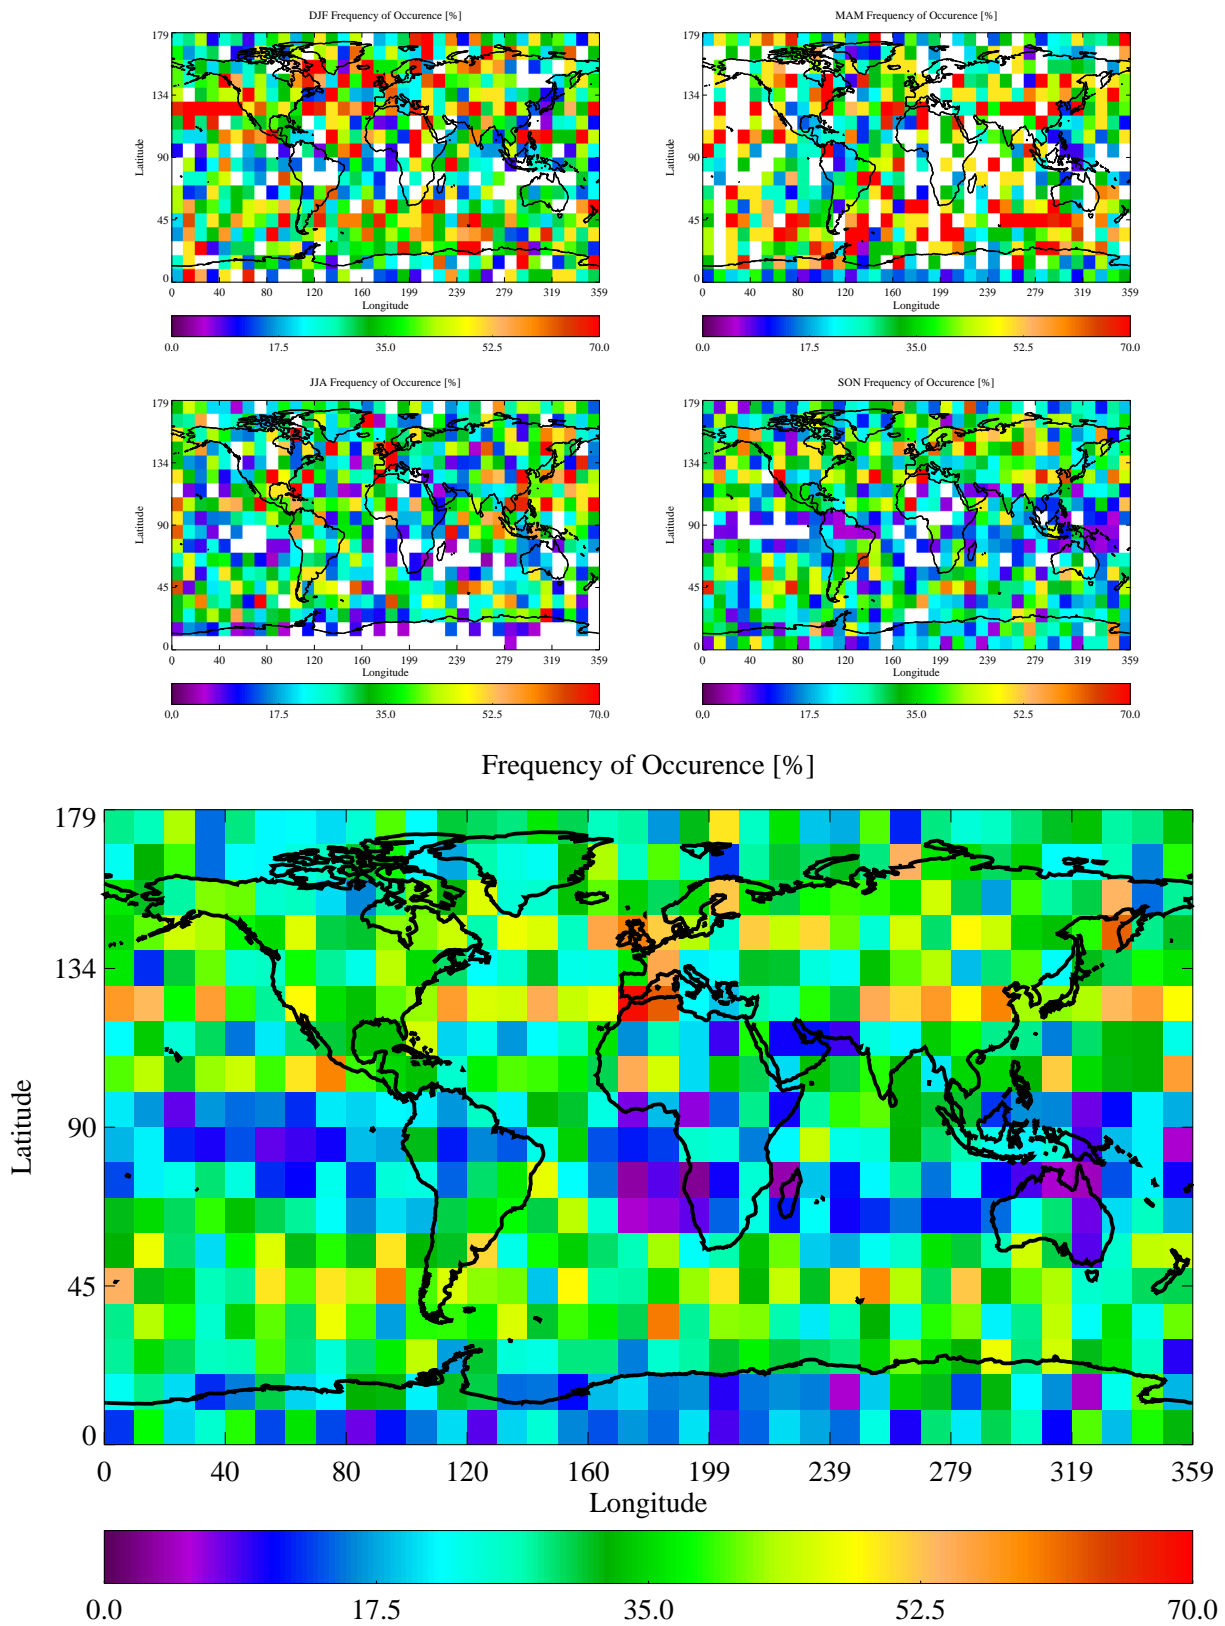 DJF Frequency of Occurence [%]
179
134
90
45
0
Latitude
0 40 80 120 160 199 239 279 319 359
Longitude
0.0 17.5 35.0 52.5 70.0
MAM Frequency of Occurence [%]
179
134
90
45
0
Latitude
0 40 80 120 160 199 239 279 319 359
Longitude
0.0 17.5 35.0 52.5 70.0
JJA Frequency of Occurence [%]
179
134
90
45
0
Latitude
0 40 80 120 160 199 239 279 319 359
Longitude
0.0 17.5 35.0 52.5 70.0
SON Frequency of Occurence [%]
179
134
90
45
0
Latitude
0 40 80 120 160 199 239 279 319 359
Longitude
0.0 17.5 35.0 52.5 70.0
Frequency of Occurence [%]
179
134
90
45
0
Latitude
0 40 80 120 160 199 239 279 319 359
Longitude
0.0 17.5 35.0 52.5 70.0